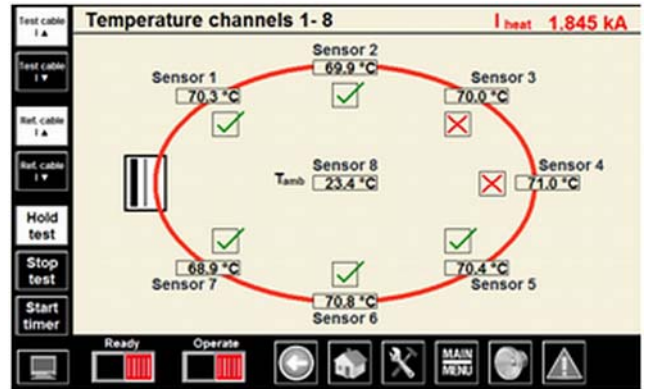 Test cable
I ▲
Temperature channels 1- 8
I heat 1.845 kA
Test cable
I ▼
Sensor 2
69.9 °C
Sensor 1
70.3 °C
Sensor 3
70.0 °C
Ref. cable
I ▲
Ref. cable
I ▼
Sensor 8
Tamb 23.4 °C
Sensor 4
71.0 °C
Hold
test
Stop
test
68.9 °C
Sensor 7
70.4 °C
Sensor 5
70.8 °C
Sensor 6
Start
timer
Ready
Operate
MAIN
MENU